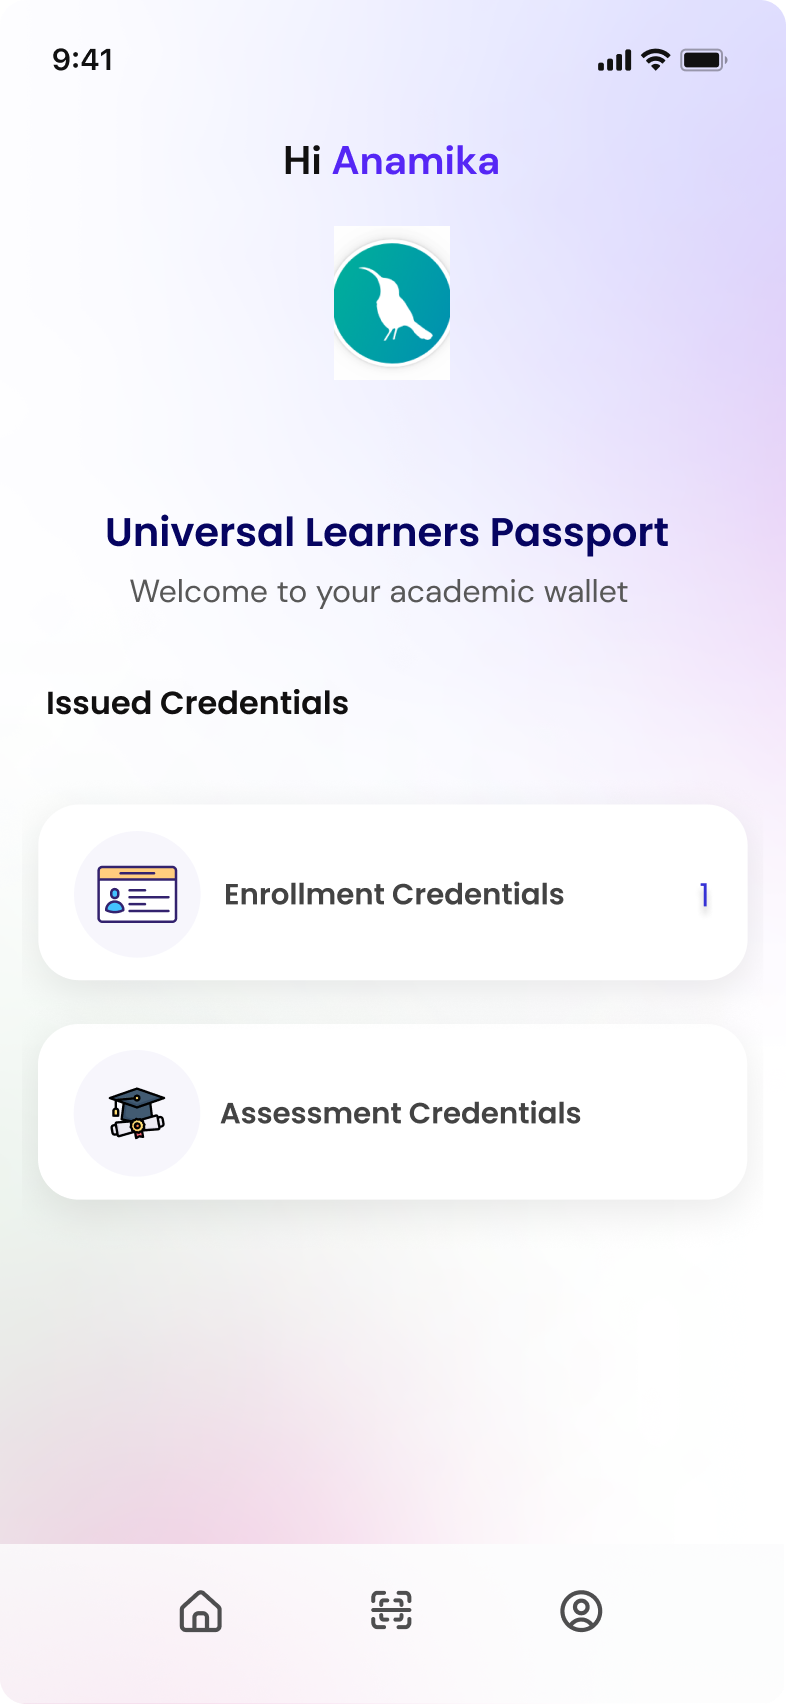 9:41
Hi Anamika
Universal Learners Passport
Welcome to your academic wallet
Issued Credentials
Enrollment Credentials 1
Assessment Credentials